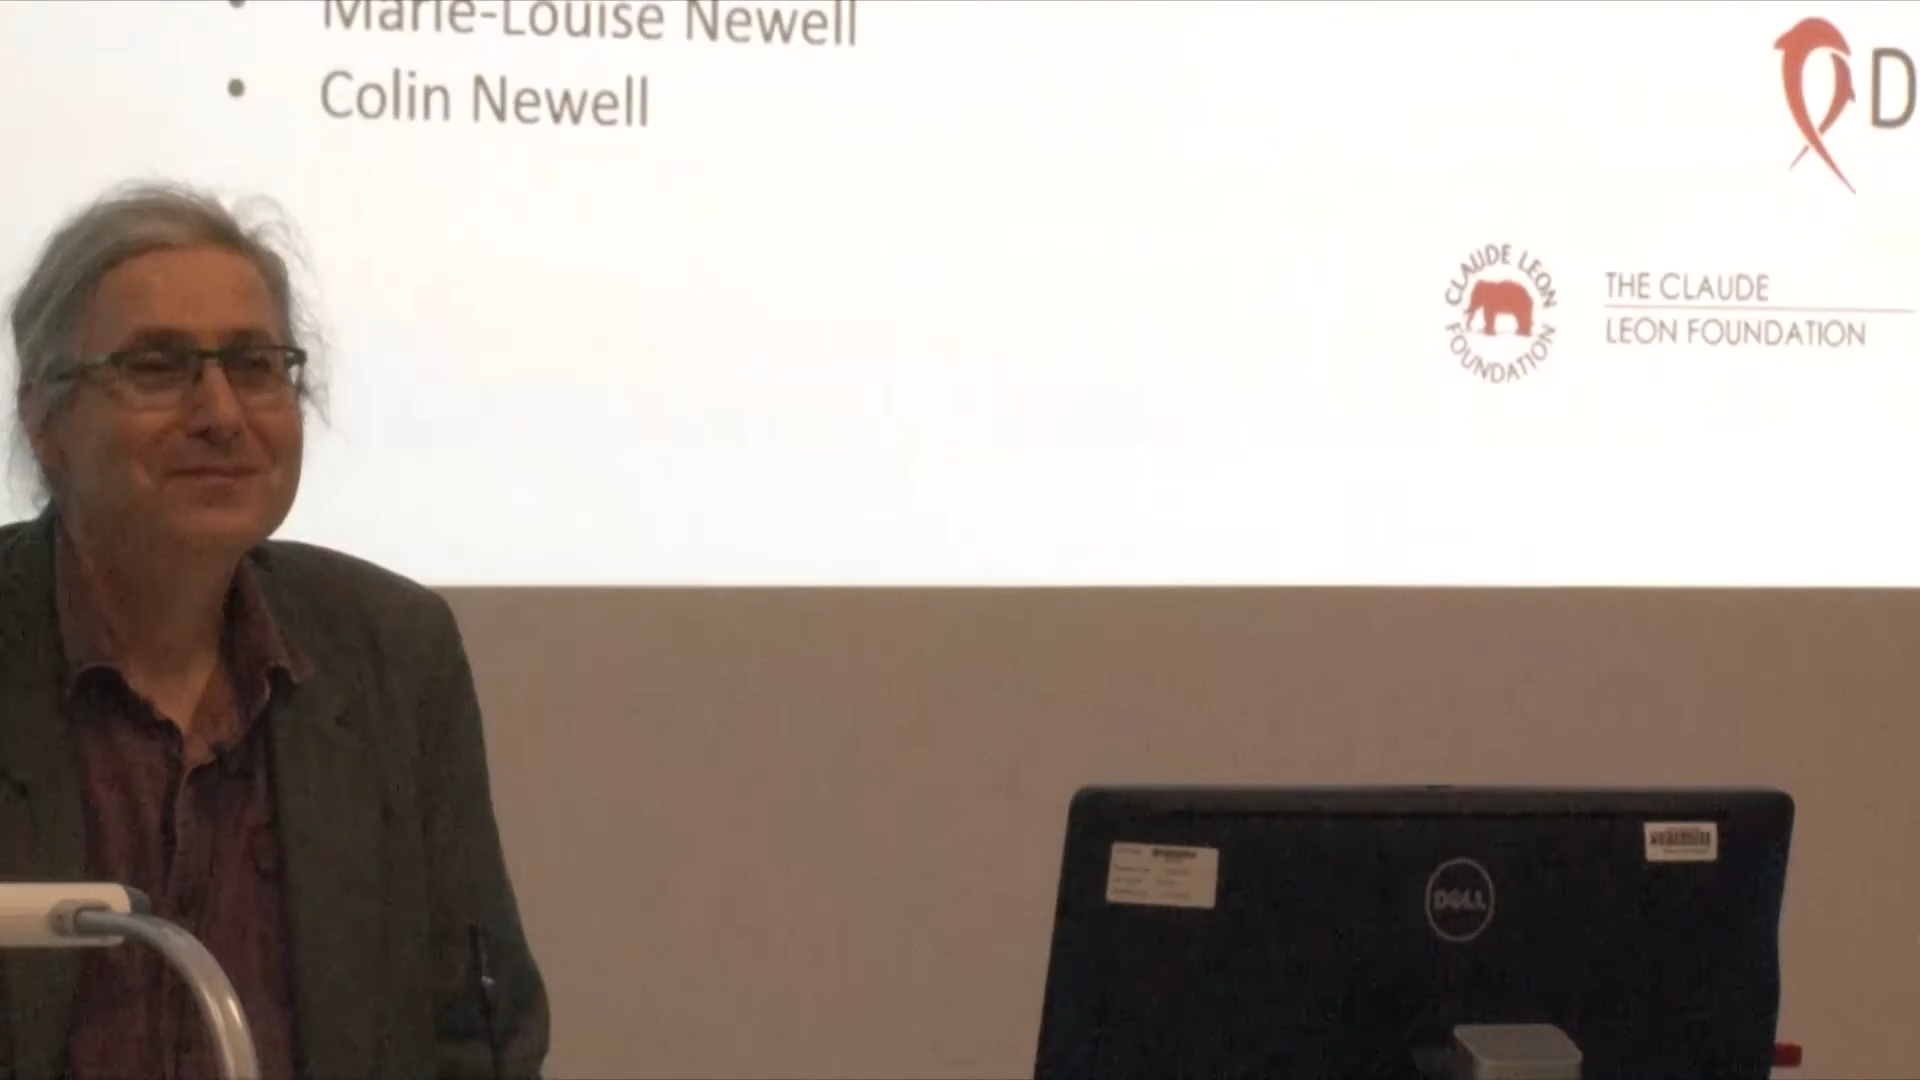 • Marie-Louise Newell
• Colin Newell
D
CLAUDE LEON FOUNDATION
THE CLAUDE
LEON FOUNDATION
DELL